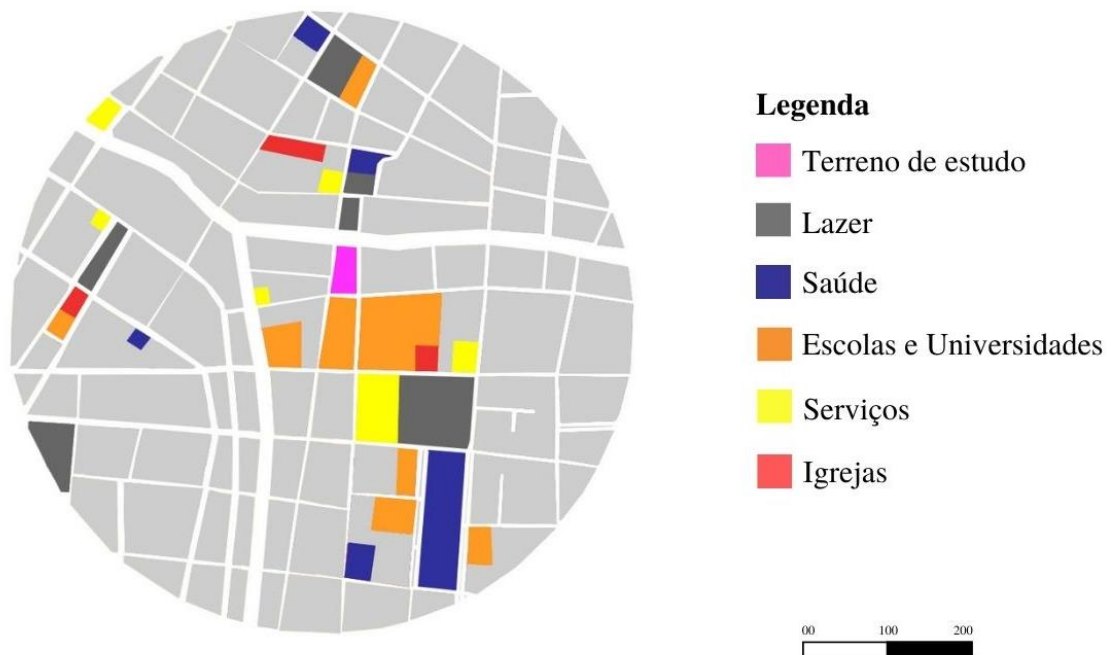 Legenda
Terreno de estudo
Lazer
Saúde
Escolas e Universidades
Serviços
Igrejas
00 100 200